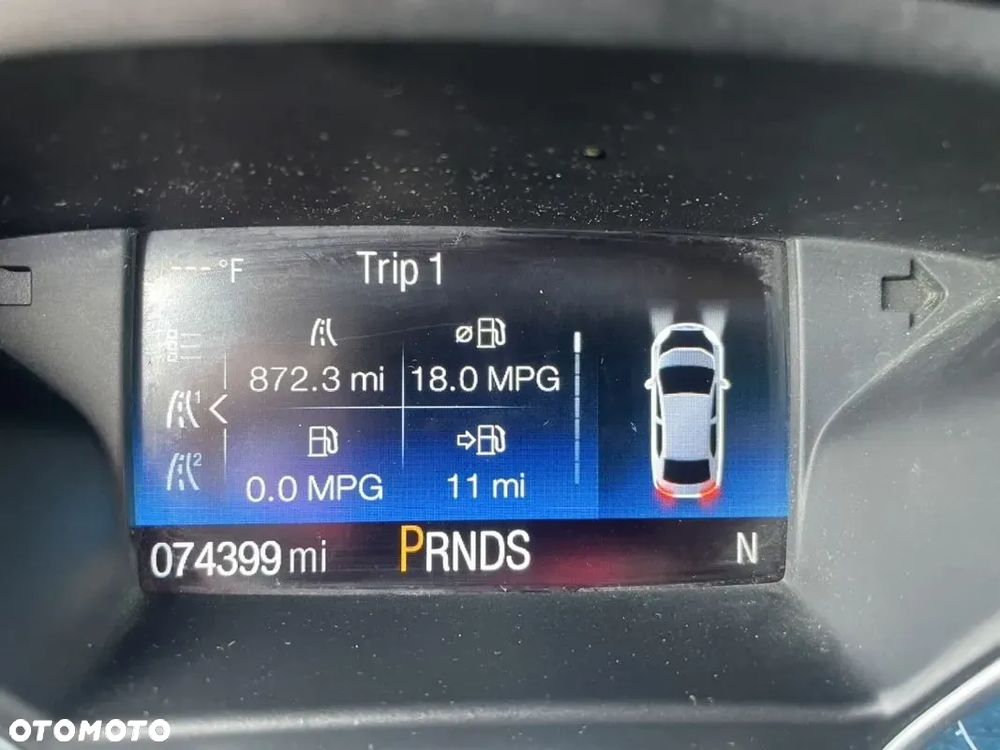 ---°F
Trip 1
872.3 mi
ø
18.0 MPG
1
2
0.0 MPG
11 mi
074399 mi
PRNDS
N
OTOMOTO